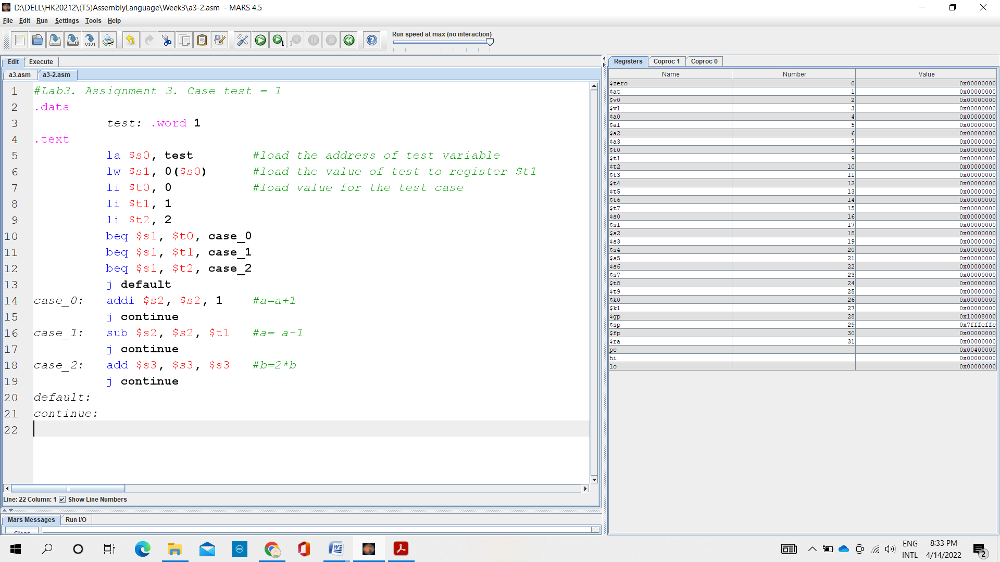 D:\DELL\HK20212\(T5)AssemblyLanguage\Week3\a3-2.asm - MARS 4.5
File Edit Run Settings Tools Help
Run speed at max (no interaction)
Edit Execute
a3.asm a3-2.asm
1 #Lab3. Assignment 3. Case test = 1
2 .data
3 test: .word 1
4 .text
5 la $s0, test #load the address of test variable
6 lw $s1, 0($s0) #load the value of test to register $t1
7 li $t0, 0 #load value for the test case
8 li $t1, 1
9 li $t2, 2
10 beq $s1, $t0, case_0
11 beq $s1, $t1, case_1
12 beq $s1, $t2, case_2
13 j default
14 case_0: addi $s2, $s2, 1 #a=a+1
15 j continue
16 case_1: sub $s2, $s2, $t1 #a= a-1
17 j continue
18 case_2: add $s3, $s3, $s3 #b=2*b
19 j continue
20 default:
21 continue:
22
Line: 22 Column: 1 Show Line Numbers
Mars Messages Run I/O
Clear
Registers Coproc 1 Coproc 0
Name Number Value
$zero 0 0x00000000
$at 1 0x00000000
$v0 2 0x00000000
$v1 3 0x00000000
$a0 4 0x00000000
$a1 5 0x00000000
$a2 6 0x00000000
$a3 7 0x00000000
$t0 8 0x00000000
$t1 9 0x00000000
$t2 10 0x00000000
$t3 11 0x00000000
$t4 12 0x00000000
$t5 13 0x00000000
$t6 14 0x00000000
$t7 15 0x00000000
$s0 16 0x00000000
$s1 17 0x00000000
$s2 18 0x00000000
$s3 19 0x00000000
$s4 20 0x00000000
$s5 21 0x00000000
$s6 22 0x00000000
$s7 23 0x00000000
$t8 24 0x00000000
$t9 25 0x00000000
$k0 26 0x00000000
$k1 27 0x00000000
$gp 28 0x10008000
$sp 29 0x7fffeffc
$fp 30 0x00000000
$ra 31 0x00000000
pc 0x00400000
hi 0x00000000
lo 0x00000000
ENG 8:33 PM
INTL 4/14/2022
2